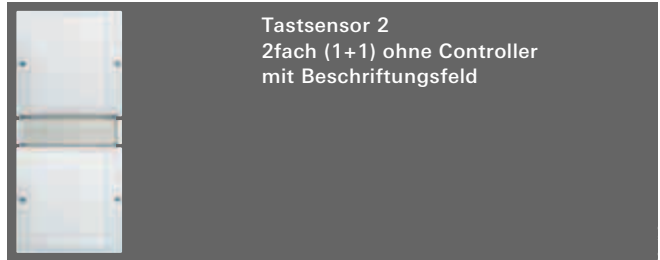 Tastsensor 2
2fach (1+1) ohne Controller
mit Beschriftungsfeld